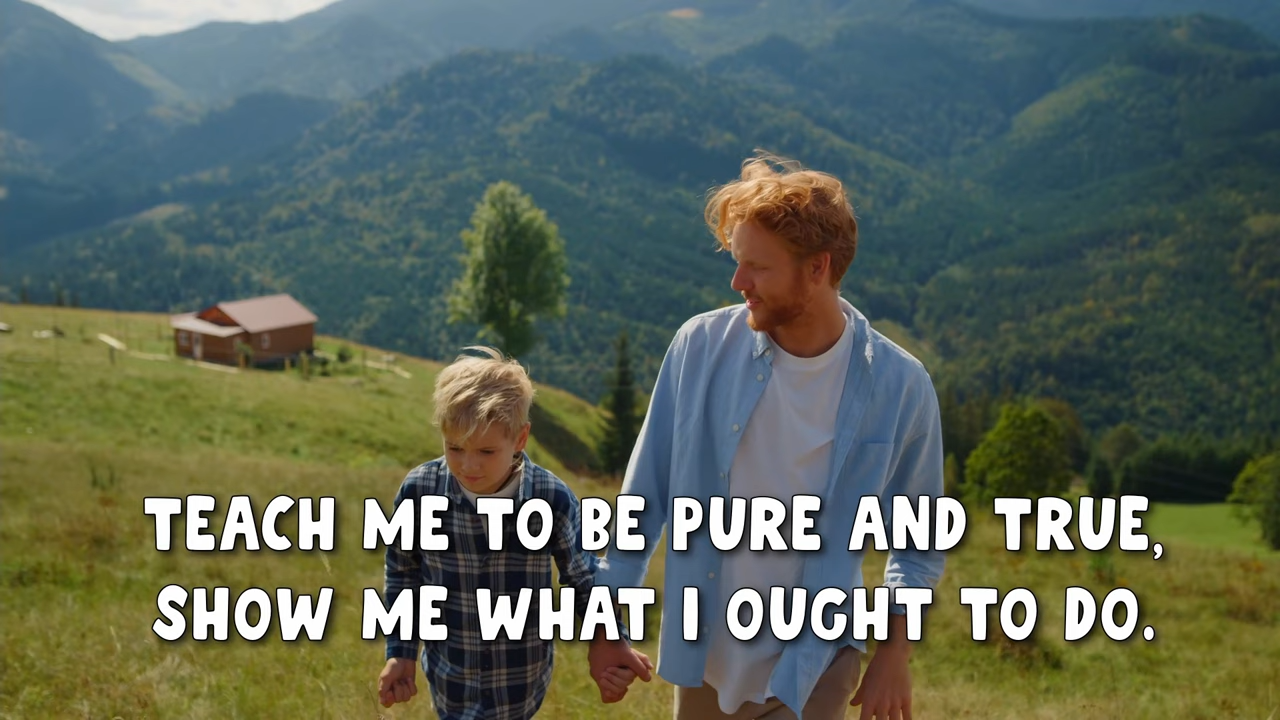 TEACH ME TO BE PURE AND TRUE,
SHOW ME WHAT I OUGHT TO DO.